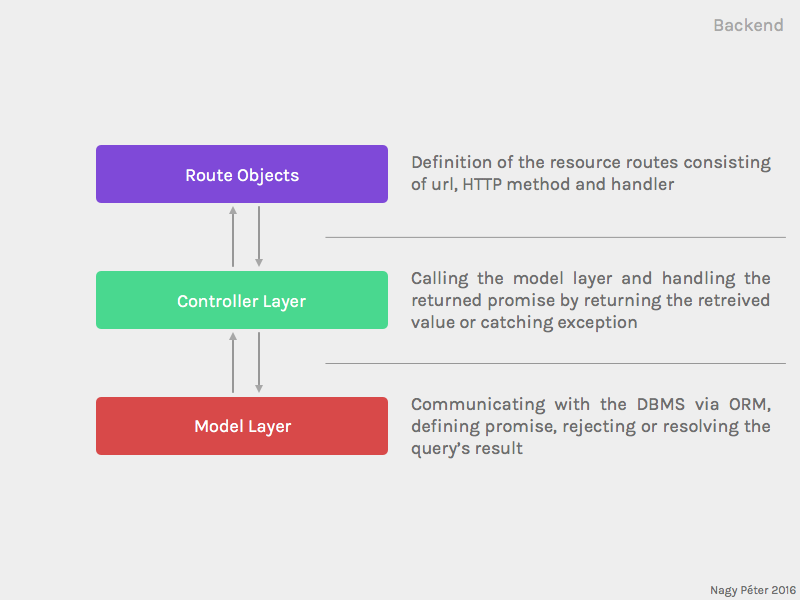 Backend
Route Objects
Definition of the resource routes consisting
of url, HTTP method and handler
Controller Layer
Calling the model layer and handling the
returned promise by returning the retreived
value or catching exception
Model Layer
Communicating with the DBMS via ORM,
defining promise, rejecting or resolving the
query’s result
Nagy Péter 2016